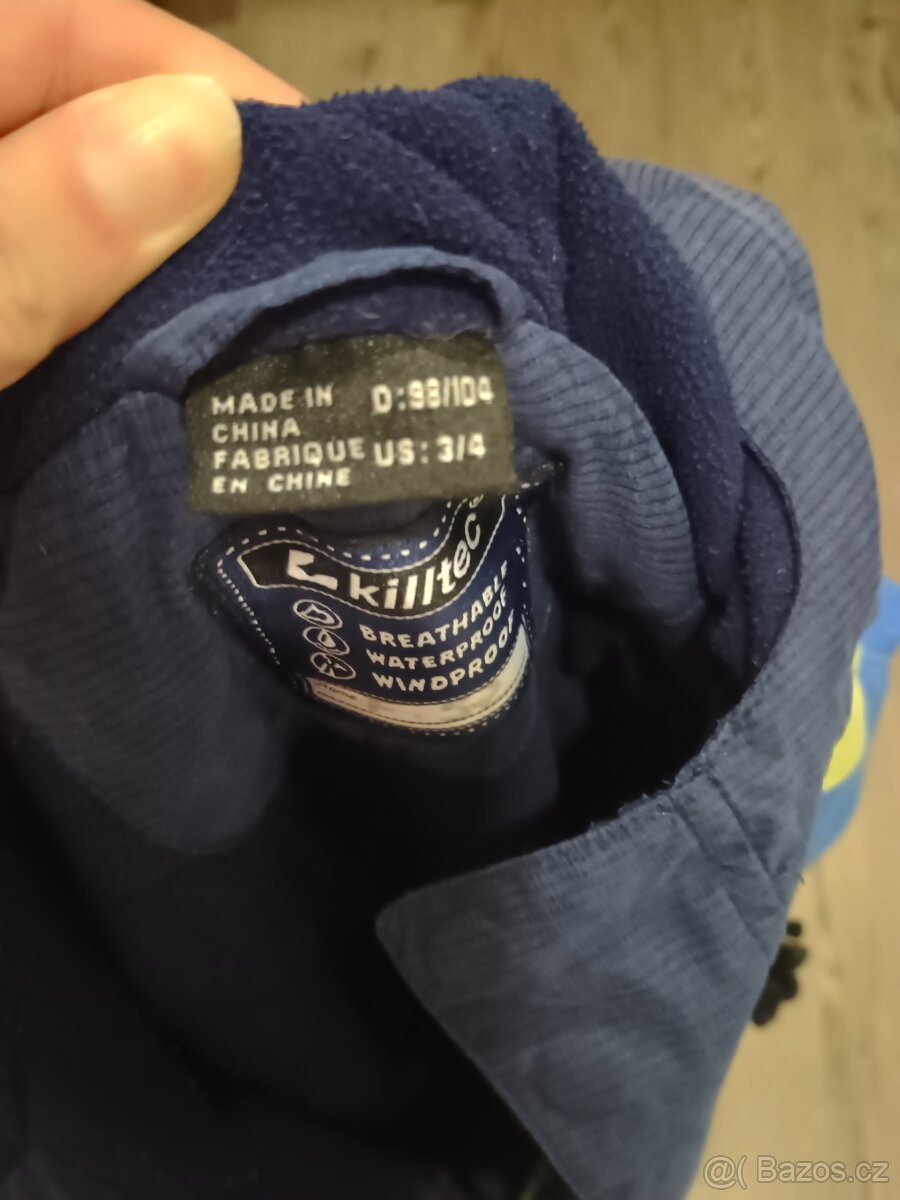 MADE IN
CHINA
FABRIQUE
EN CHINE
D:98/104
US: 3/4
killtec®
BREATHABLE
WATERPROOF
WINDPROOF
@( Bazos.cz